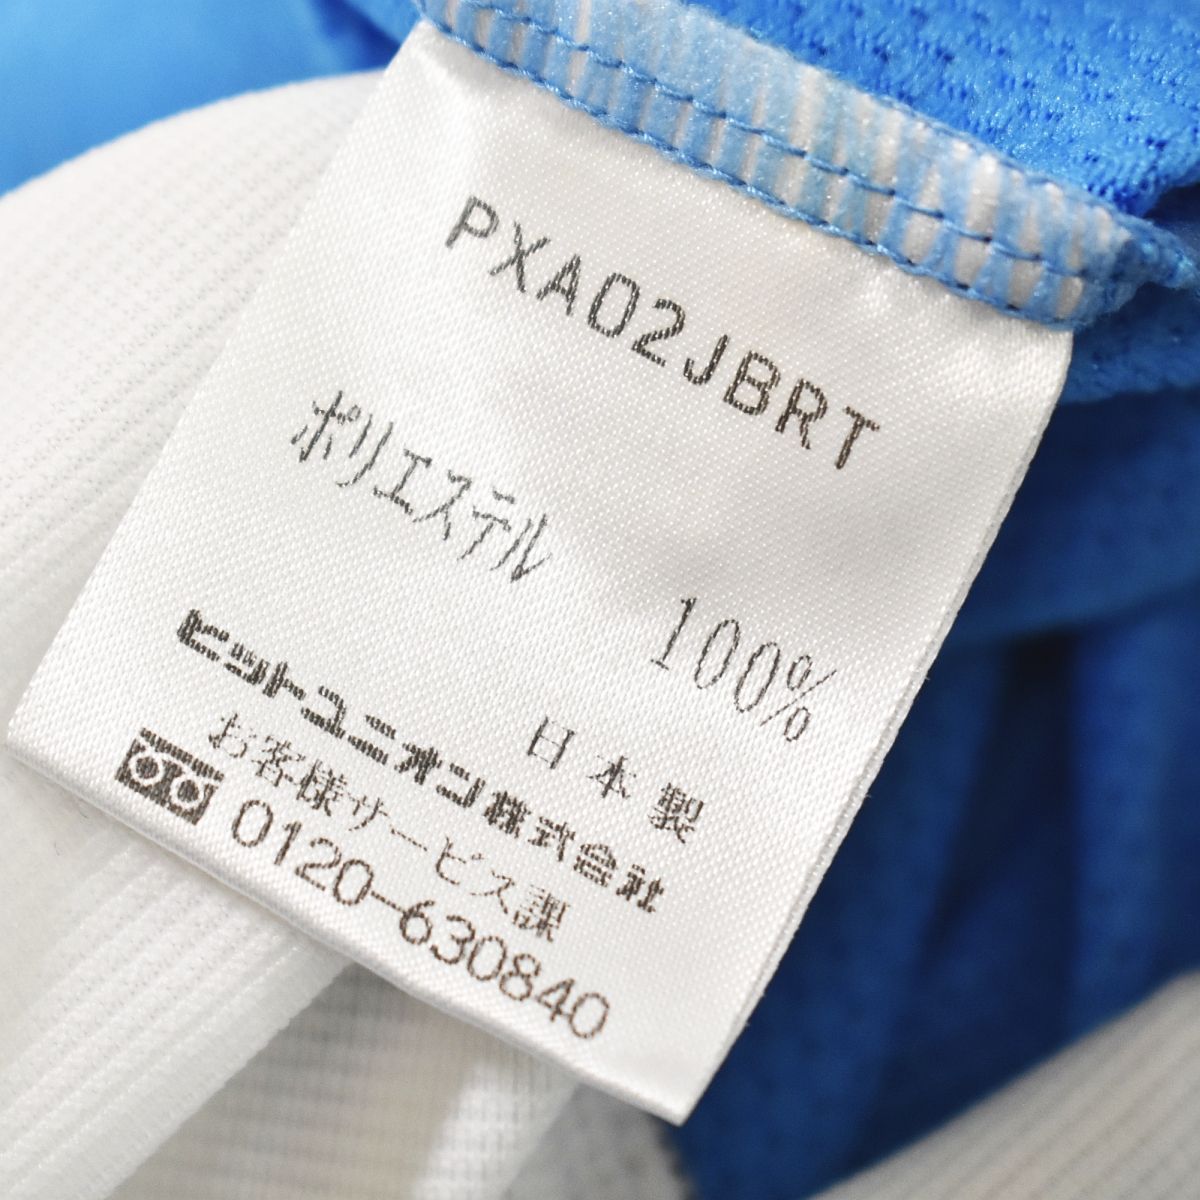 PXA02JBRT
ポリエステル
100%
日本製
ヒットユニオン株式会社
お客様サービス課
0120-630840